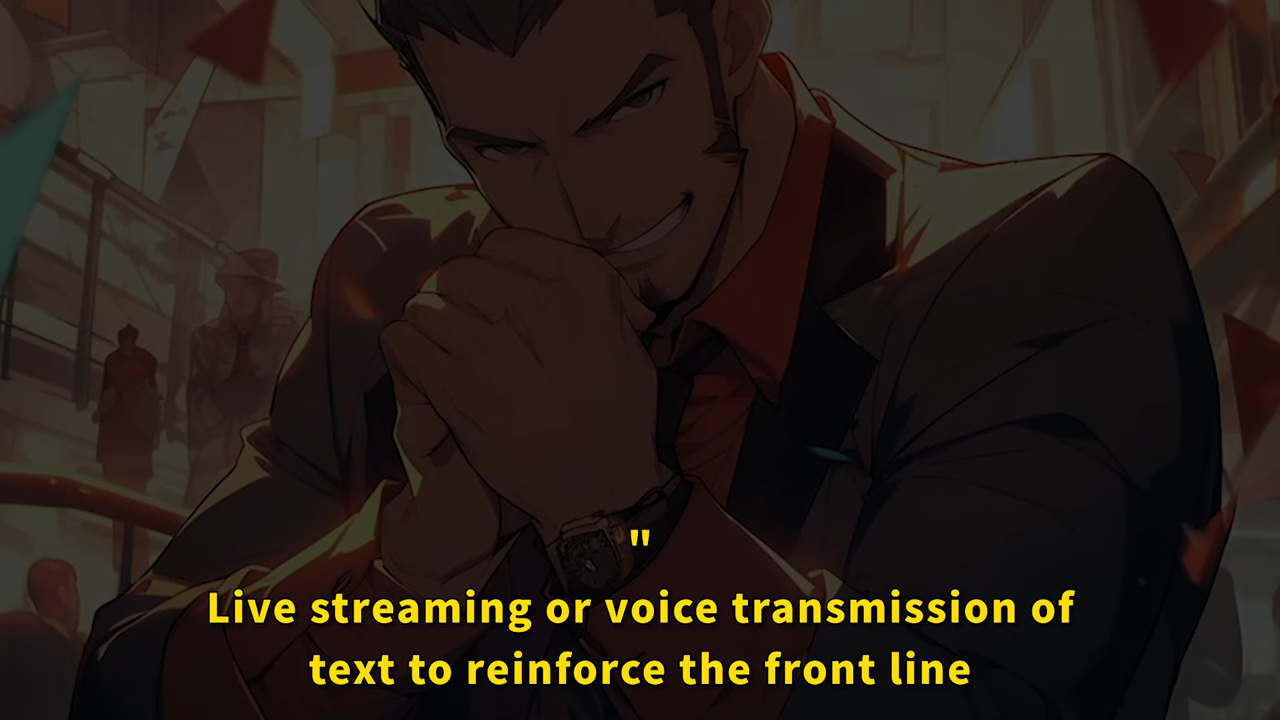 "
Live streaming or voice transmission of
text to reinforce the front line